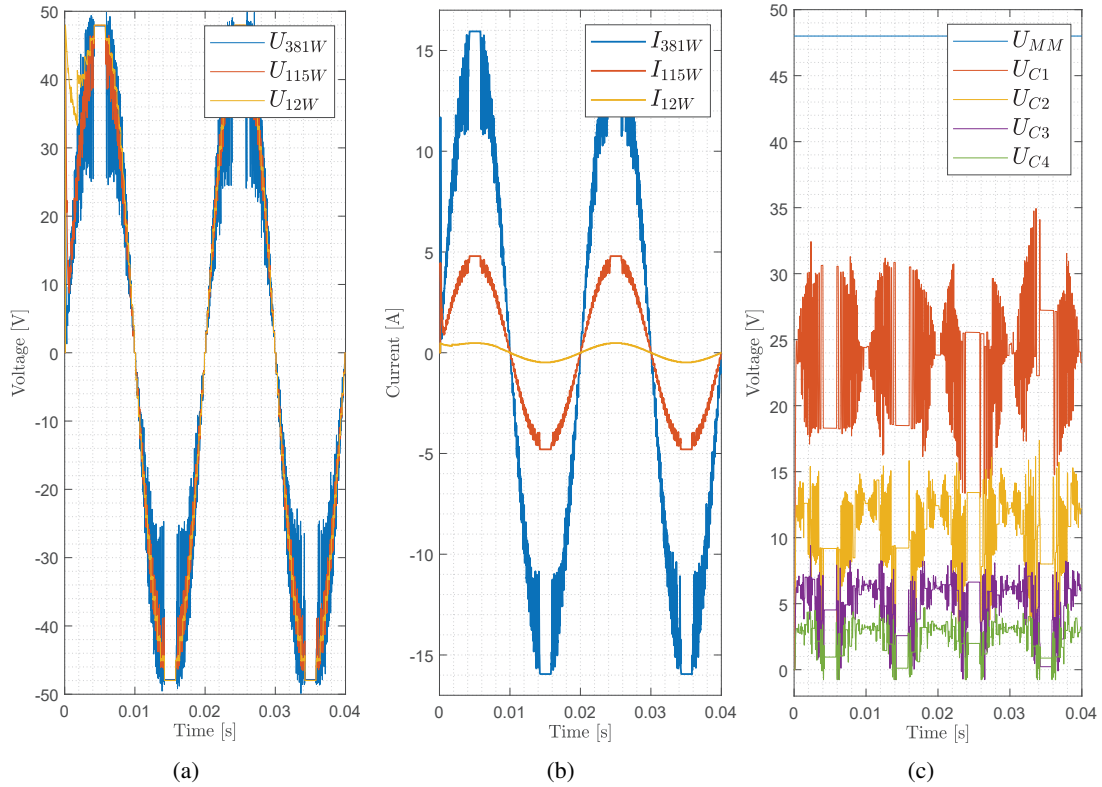 50
40
30
20
10
0
-10
-20
-30
-40
-50
Voltage [V]
0
0.01
0.02
0.03
0.04
Time [s]
U381W
U115W
U12W
(a)
15
10
5
0
-5
-10
-15
Current [A]
0
0.01
0.02
0.03
0.04
Time [s]
I381W
I115W
I12W
(b)
50
45
40
35
30
25
20
15
10
5
0
Voltage [V]
0
0.01
0.02
0.03
0.04
Time [s]
UMM
UC1
UC2
UC3
UC4
(c)